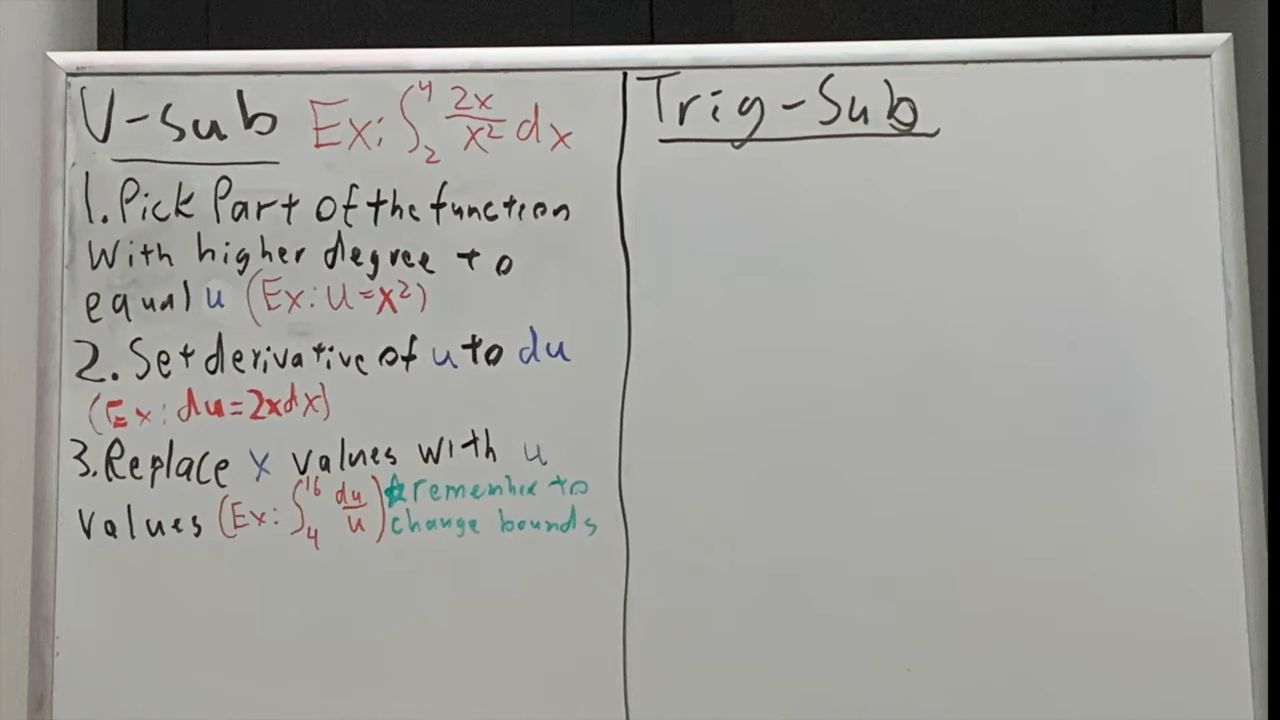 U-sub Ex: ∫₂⁴ 2x/x² dx
1. Pick Part of the function
With higher degree to
equal u (Ex: U=x²)
2. Set derivative of u to du
(Ex: du=2xdx)
3. Replace x values with u
values (Ex: ∫₄¹⁶ du/u) ☆remember to
change bounds
Trig-Sub